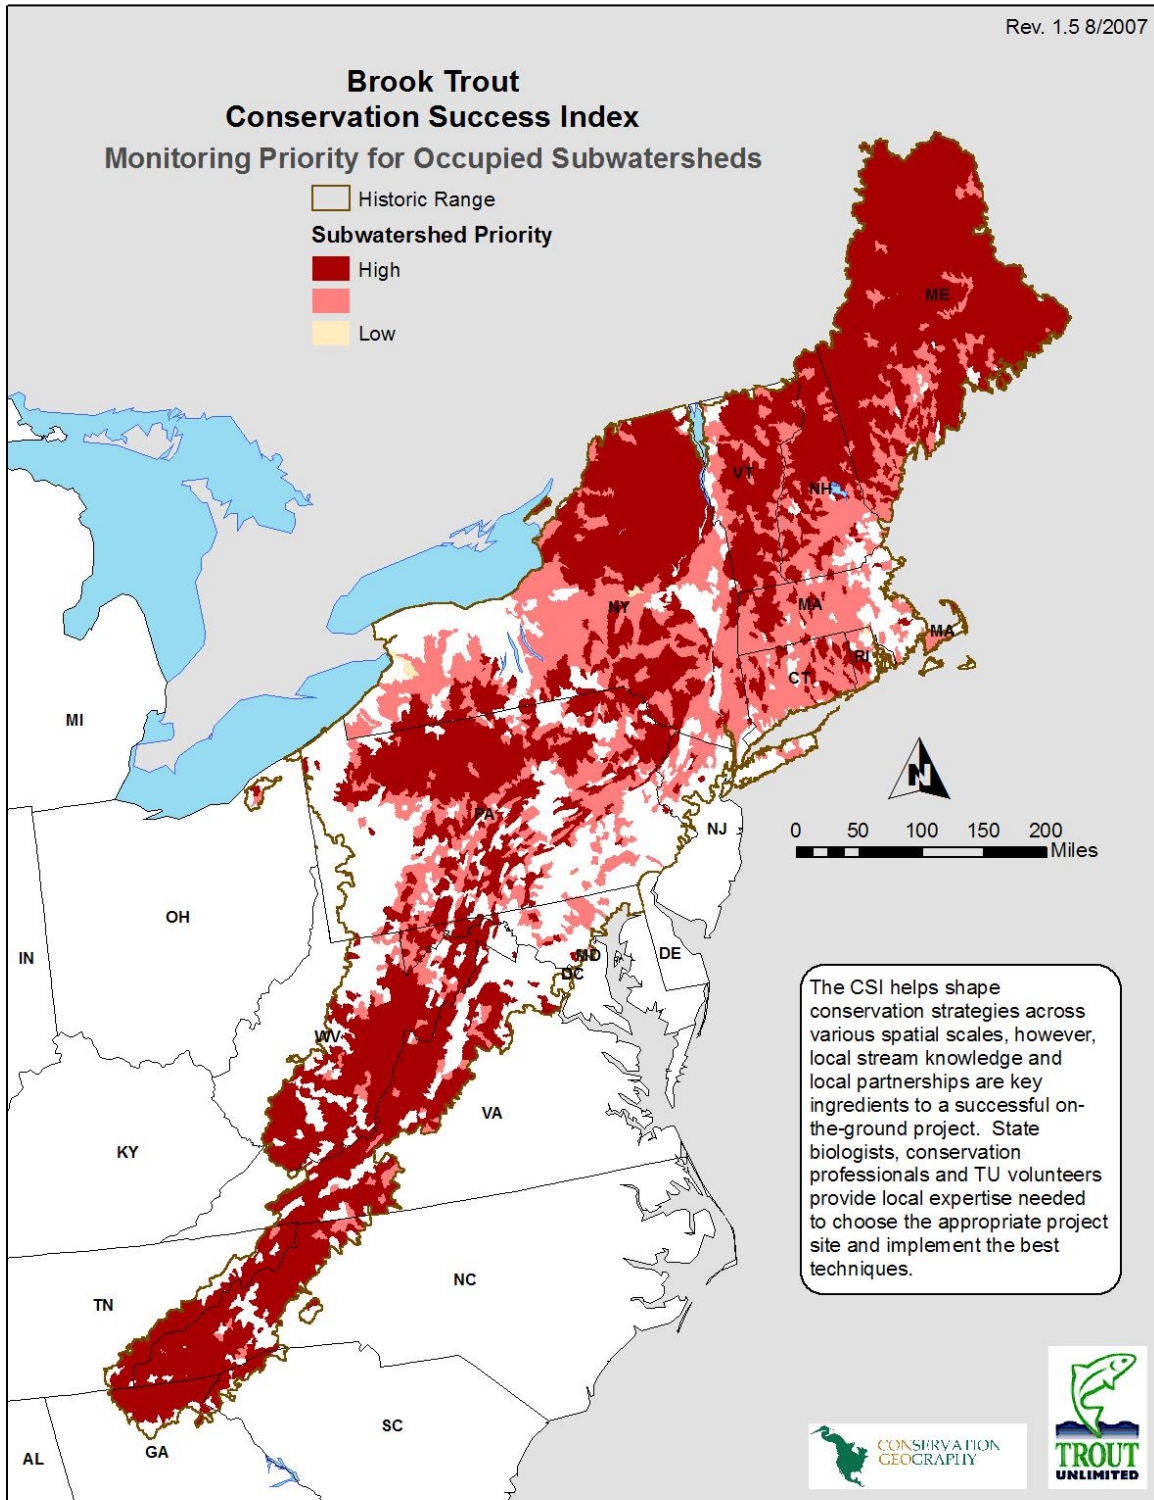 Rev. 1.5 8/2007
Brook Trout
Conservation Success Index
Monitoring Priority for Occupied Subwatersheds
Historic Range
Subwatershed Priority
High
Low
ME
VT
NH
NY
MA
MA
RI
CT
MI
N
0 50 100 150 200
Miles
PA
NJ
OH
IN
MD
DE
DC
WV
VA
KY
The CSI helps shape
conservation strategies across
various spatial scales, however,
local stream knowledge and
local partnerships are key
ingredients to a successful on-
the-ground project. State
biologists, conservation
professionals and TU volunteers
provide local expertise needed
to choose the appropriate project
site and implement the best
techniques.
NC
TN
SC
GA
AL
CONSERVATION
GEOGRAPHY
TROUT
UNLIMITED